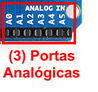 ANALOG IN
A0
A1
A2
A3
A4
A5
(3) Portas
Analógicas